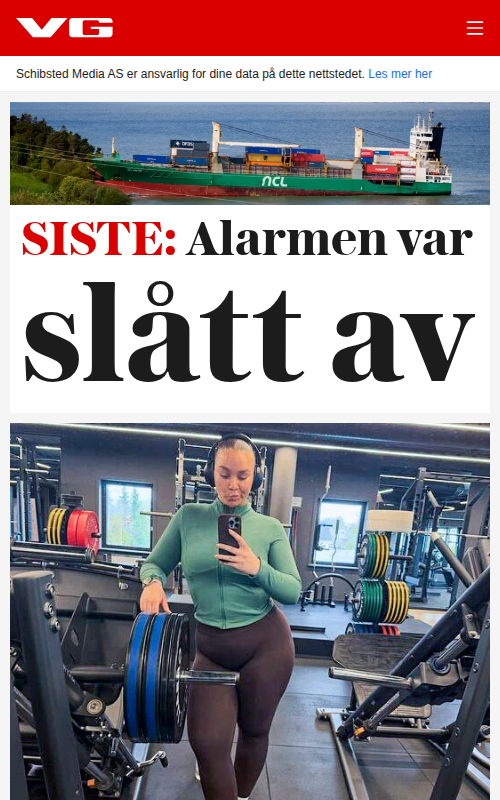 VG
Schibsted Media AS er ansvarlig for dine data på dette nettstedet. Les mer her
NCL
SISTE: Alarmen var
slått av